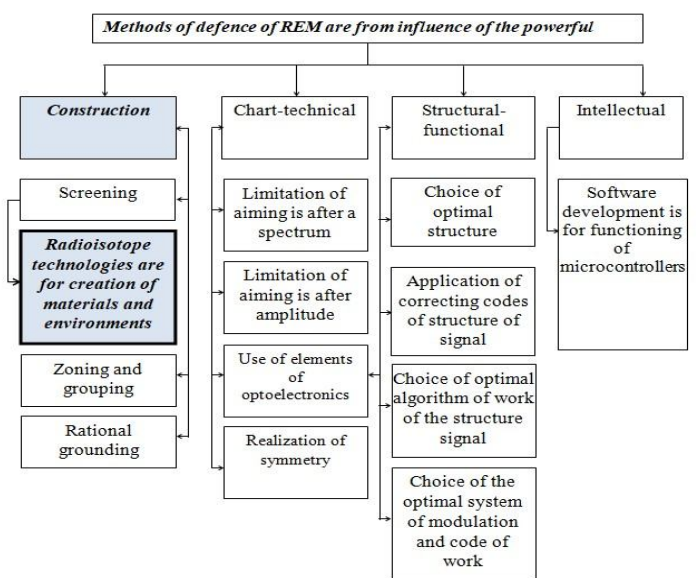 Methods of defence of REM are from influence of the powerful
Construction
Screening
Radioisotope
technologies are
for creation of
materials and
environments
Zoning and
grouping
Rational
grounding
Chart-technical
Limitation of
aiming is after a
spectrum
Limitation of
aiming is after
amplitude
Use of elements
of
optoelectronics
Realization of
symmetry
Structural-
functional
Choice of
optimal
structure
Application of
correcting codes
of structure of
signal
Choice of optimal
algorithm of work
of the structure
signal
Choice of the
optimal system
of modulation
and code of
work
Intellectual
Software
development is
for functioning
of
microcontrollers